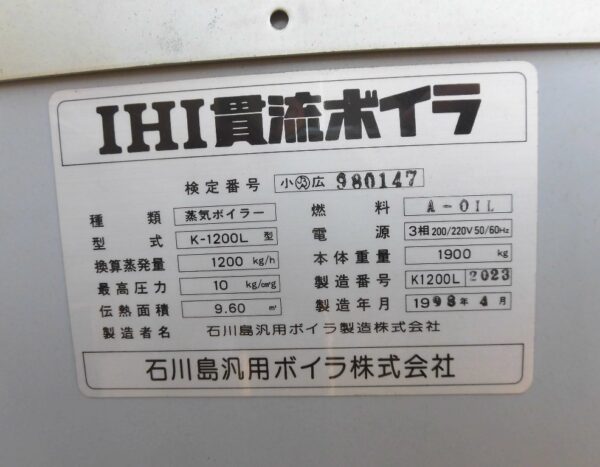 IHI貫流ボイラ
検定番号 小 広 980147
種類 蒸気ボイラー 燃料 A-OIL
型式 K-1200L 型 電源 3相 200/220V 50/60Hz
換算蒸発量 1200 kg/h 本体重量 1900 kg
最高圧力 10 kg/cm²g 製造番号 K1200L 2023
伝熱面積 9.60 m² 製造年月 1998年4月
製造者名 石川島汎用ボイラ製造株式会社
石川島汎用ボイラ株式会社